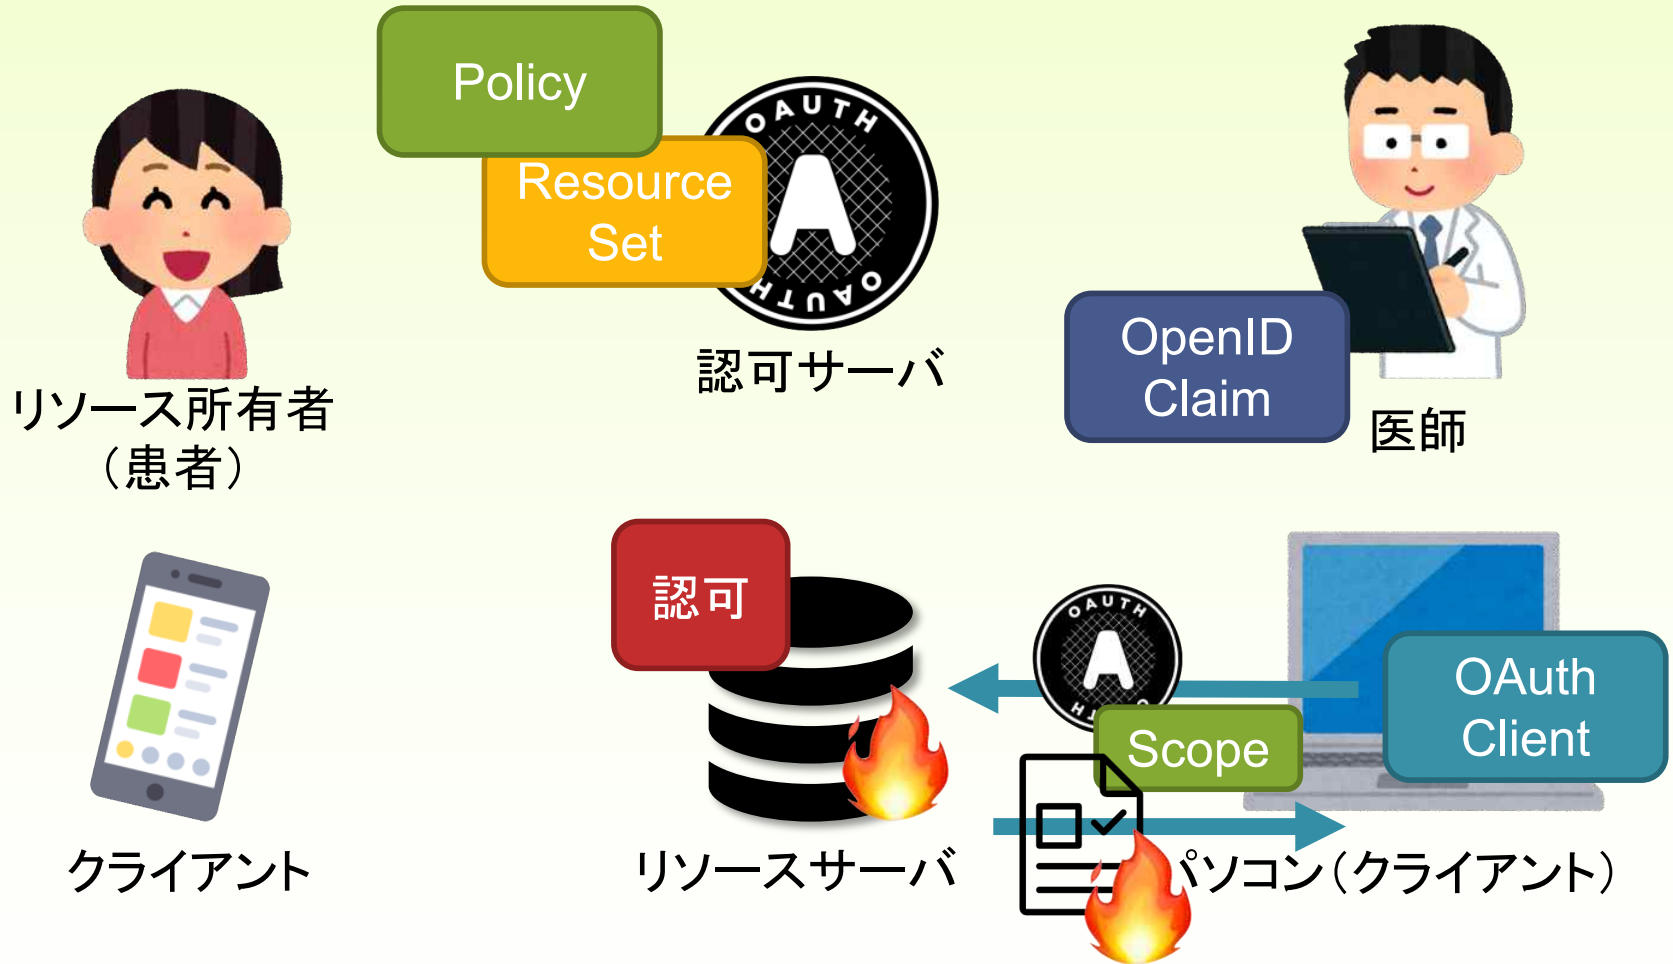 Policy
Resource
Set
OAUTH
A
OAUTH
認可サーバ
リソース所有者
（患者）
OpenID
Claim
医師
クライアント
認可
リソースサーバ
OAUTH
A
Scope
OAuth
Client
パソコン（クライアント）